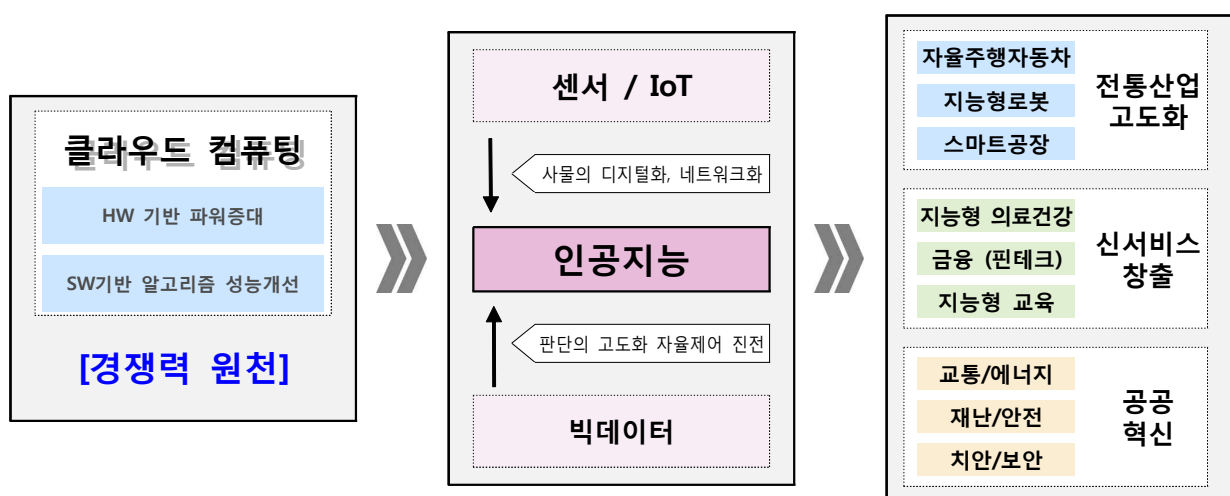 클라우드 컴퓨팅
HW 기반 파워증대
SW기반 알고리즘 성능개선
[경쟁력 원천]
센서 / IoT
사물의 디지털화, 네트워크화
인공지능
판단의 고도화 자율제어 진전
빅데이터
자율주행자동차
지능형로봇
스마트공장
전통산업
고도화
지능형 의료건강
금융 (핀테크)
지능형 교육
신서비스
창출
교통/에너지
재난/안전
치안/보안
공공
혁신